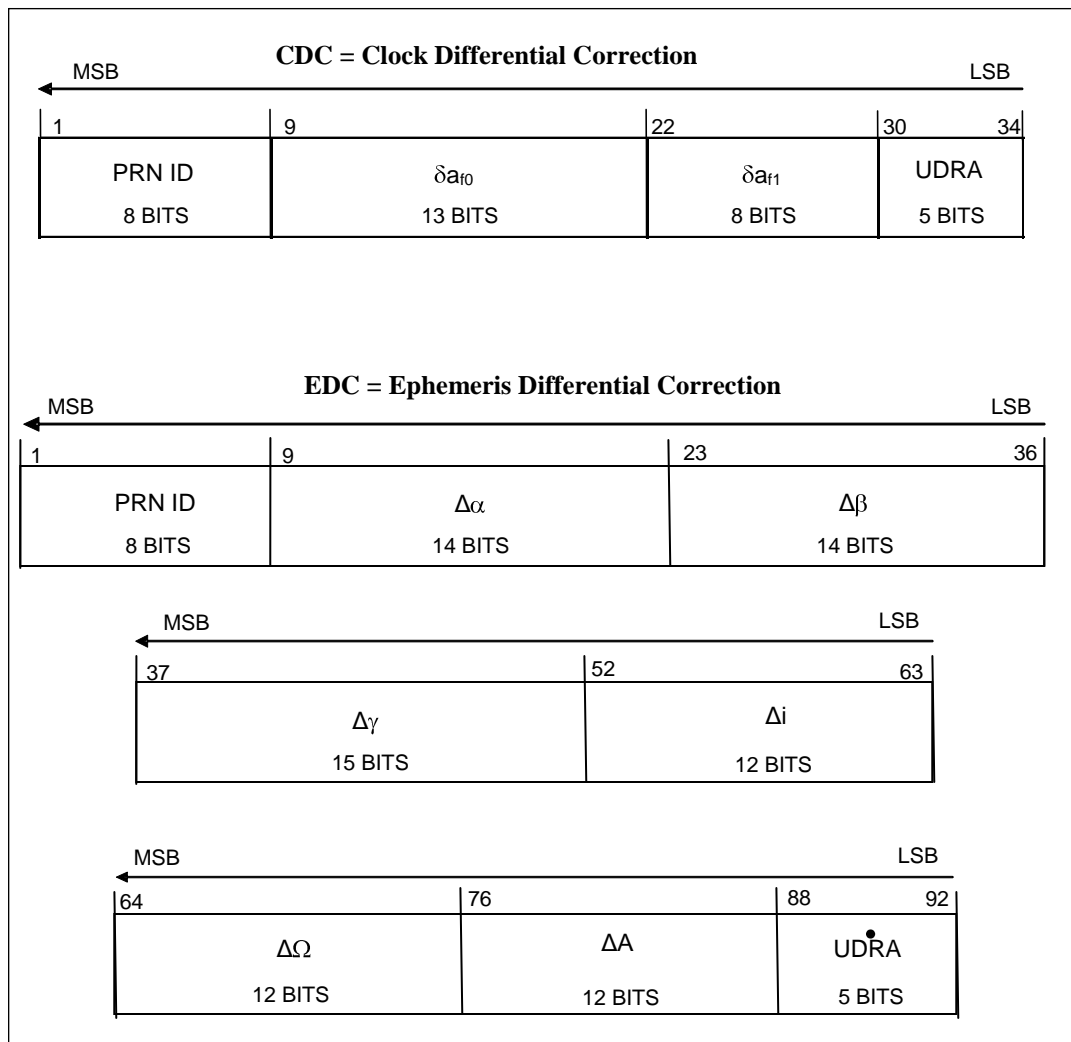 CDC = Clock Differential Correction
MSB LSB
1 9 22 30 34
PRN ID δaf0 δaf1 UDRA
8 BITS 13 BITS 8 BITS 5 BITS
EDC = Ephemeris Differential Correction
MSB LSB
1 9 23 36
PRN ID Δα Δβ
8 BITS 14 BITS 14 BITS
MSB LSB
37 52 63
Δγ Δi
15 BITS 12 BITS
MSB LSB
64 76 88 92
ΔΩ ΔA UDṘA
12 BITS 12 BITS 5 BITS